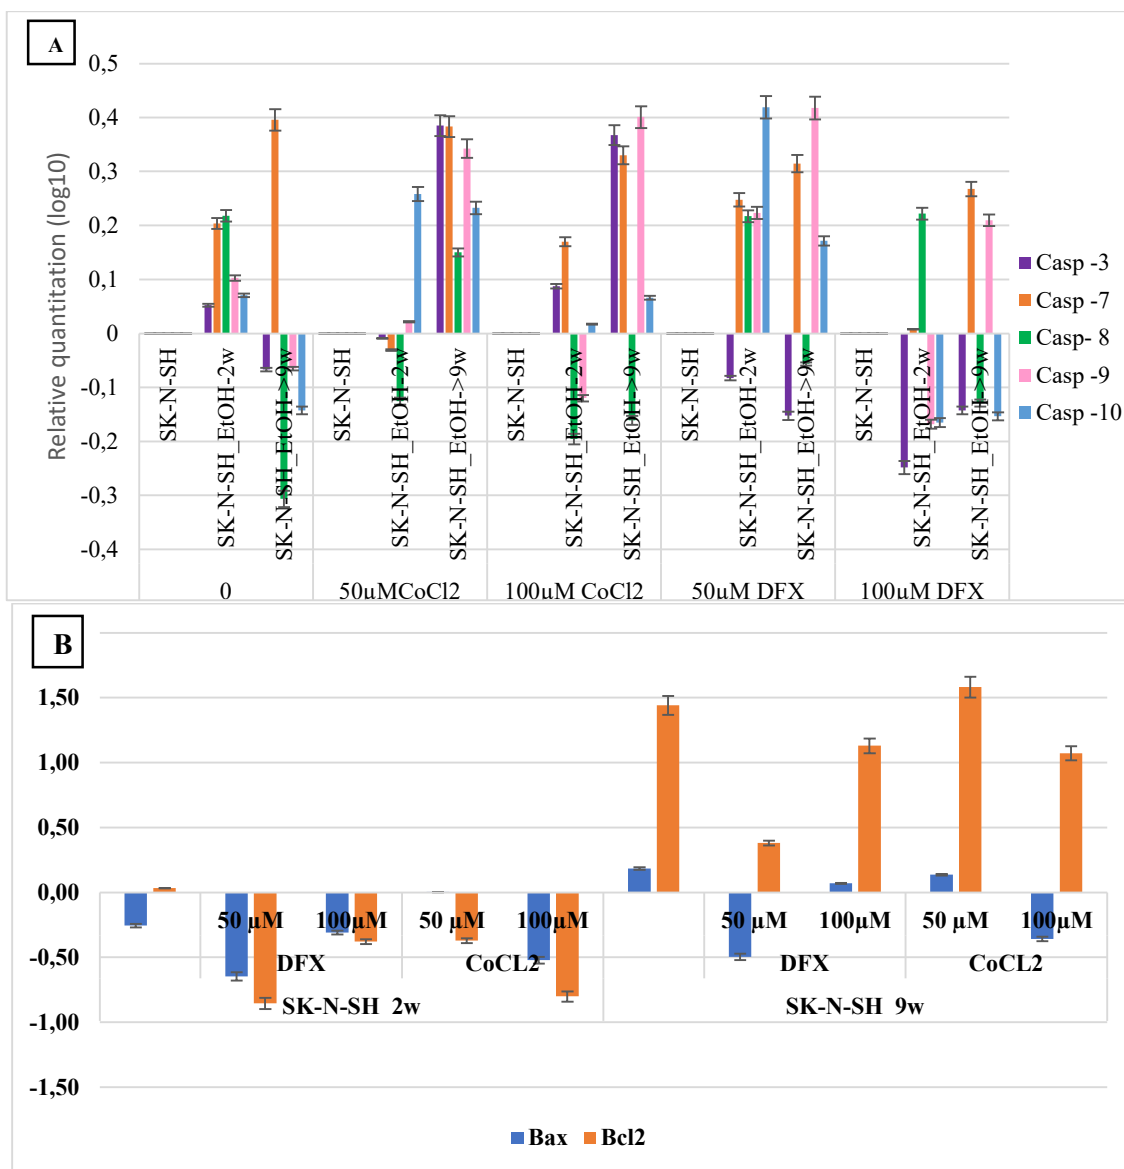 A
0,5
0,4
0,3
0,2
0,1
0
-0,1
-0,2
-0,3
-0,4
Relative quantitation (log10)
SK-N-SH
SK-N-SH_EtOH-2w
SK-N-SH_EtOH->9w
SK-N-SH
SK-N-SH_EtOH-2w
SK-N-SH_EtOH->9w
SK-N-SH
SK-N-SH_EtOH-2w
SK-N-SH_EtOH->9w
SK-N-SH
SK-N-SH_EtOH-2w
SK-N-SH_EtOH->9w
SK-N-SH
SK-N-SH_EtOH-2w
SK-N-SH_EtOH->9w
0 50µMCoCl2 100µM CoCl2 50µM DFX 100µM DFX
Casp -3
Casp -7
Casp- 8
Casp -9
Casp -10
B
1,50
1,00
0,50
0,00
-0,50
-1,00
-1,50
50 µM 100µM 50 µM 100µM 50 µM 100µM 50 µM 100µM
DFX CoCL2 DFX CoCL2
SK-N-SH 2w SK-N-SH 9w
Bax Bcl2